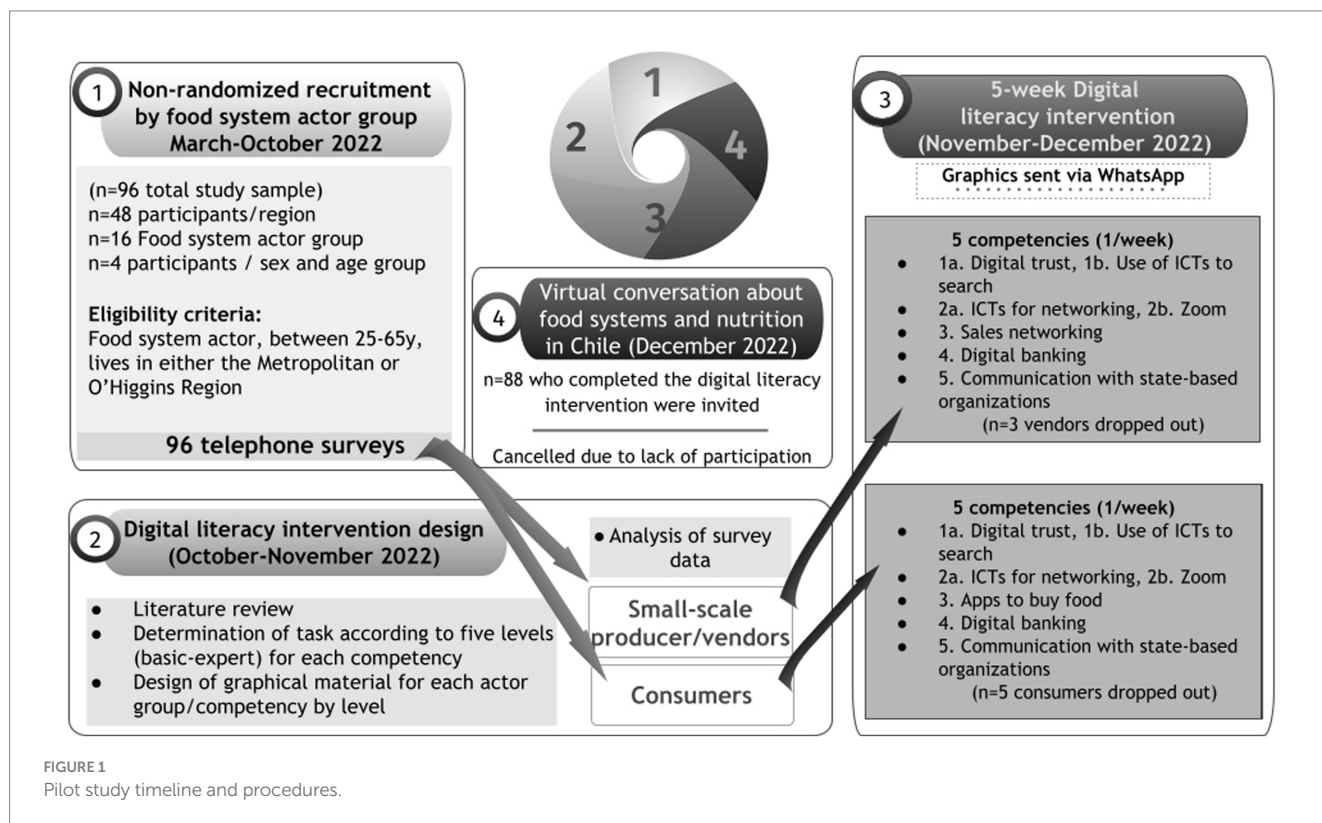 1
Non-randomized recruitment
by food system actor group
March-October 2022
(n=96 total study sample)
n=48 participants/region
n=16 Food system actor group
n=4 participants / sex and age group
Eligibility criteria:
Food system actor, between 25-65y,
lives in either the Metropolitan or
O'Higgins Region
96 telephone surveys
1
2
3
4
4
Virtual conversation about
food systems and nutrition
in Chile (December 2022)
n=88 who completed the digital literacy
intervention were invited
Cancelled due to lack of participation
2
Digital literacy intervention design
(October-November 2022)
● Literature review
● Determination of task according to five levels
(basic-expert) for each competency
● Design of graphical material for each actor
group/competency by level
● Analysis of survey
data
Small-scale
producer/vendors
Consumers
3
5-week Digital
literacy intervention
(November-December 2022)
Graphics sent via WhatsApp
5 competencies (1/week)
● 1a. Digital trust, 1b. Use of ICTs to
search
● 2a. ICTs for networking, 2b. Zoom
● 3. Sales networking
● 4. Digital banking
● 5. Communication with state-based
organizations
(n=3 vendors dropped out)
5 competencies (1/week)
● 1a. Digital trust, 1b. Use of ICTs to
search
● 2a. ICTs for networking, 2b. Zoom
● 3. Apps to buy food
● 4. Digital banking
● 5. Communication with state-based
organizations
(n=5 consumers dropped out)
FIGURE 1
Pilot study timeline and procedures.